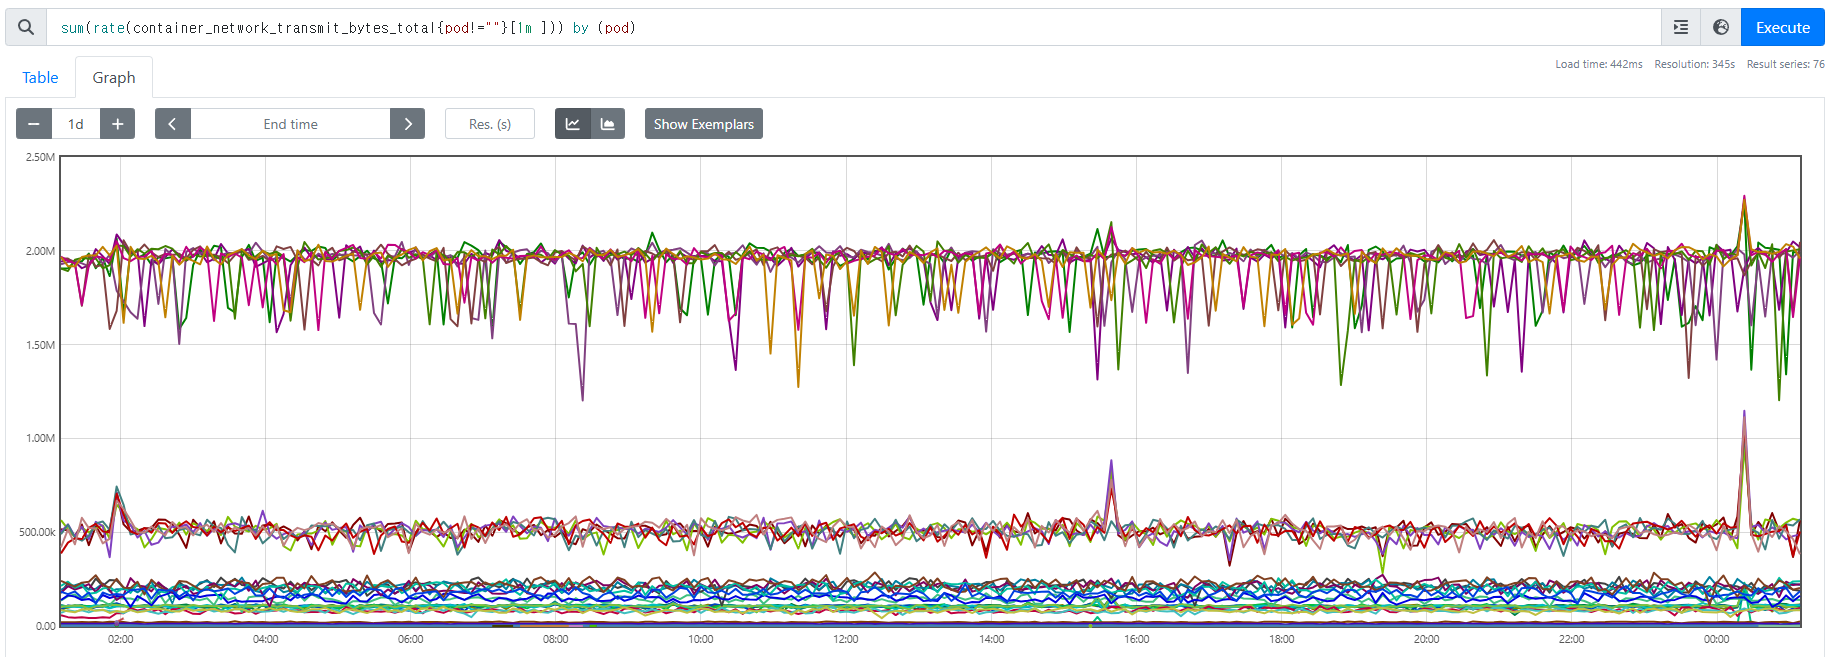 sum(rate(container_network_transmit_bytes_total{pod!=""}[1m ])) by (pod)
Execute
Load time: 442ms Resolution: 345s Result series: 76
Table Graph
− 1d + End time Res. (s) Show Exemplars
2.50M
2.00M
1.50M
1.00M
500.00k
0.00
02:00 04:00 06:00 08:00 10:00 12:00 14:00 16:00 18:00 20:00 22:00 00:00